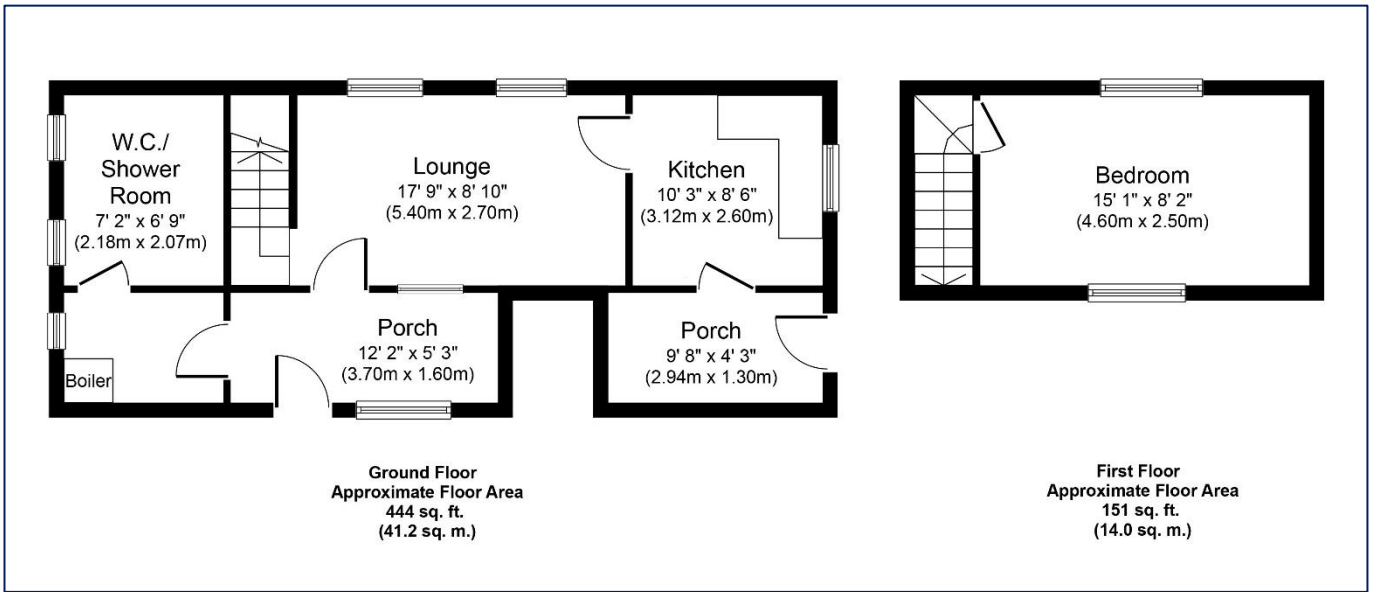 W.C./
Shower
Room
7' 2" x 6' 9"
(2.18m x 2.07m)
Lounge
17' 9" x 8' 10"
(5.40m x 2.70m)
Kitchen
10' 3" x 8' 6"
(3.12m x 2.60m)
Boiler
Porch
12' 2" x 5' 3"
(3.70m x 1.60m)
Porch
9' 8" x 4' 3"
(2.94m x 1.30m)
Ground Floor
Approximate Floor Area
444 sq. ft.
(41.2 sq. m.)
Bedroom
15' 1" x 8' 2"
(4.60m x 2.50m)
First Floor
Approximate Floor Area
151 sq. ft.
(14.0 sq. m.)